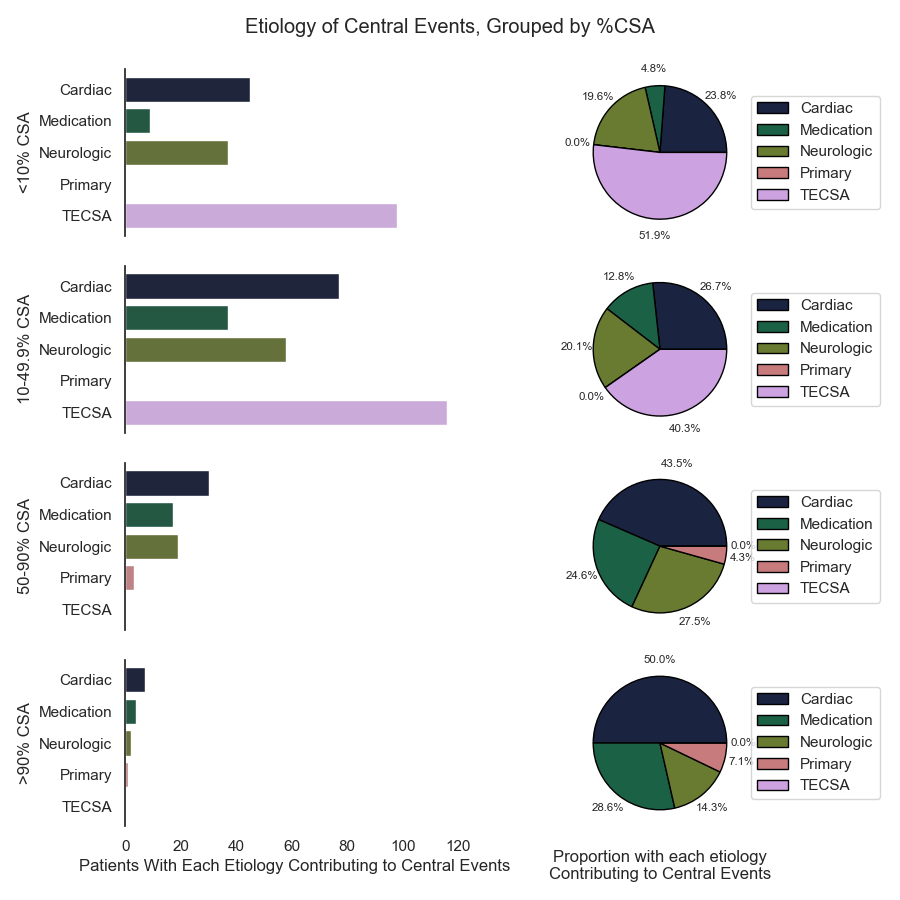 Etiology of Central Events, Grouped by %CSA
<10% CSA
Cardiac
Medication
Neurologic
Primary
TECSA
23.8%
4.8%
19.6%
0.0%
51.9%
Cardiac
Medication
Neurologic
Primary
TECSA
10-49.9% CSA
Cardiac
Medication
Neurologic
Primary
TECSA
26.7%
12.8%
20.1%
0.0%
40.3%
Cardiac
Medication
Neurologic
Primary
TECSA
50-90% CSA
Cardiac
Medication
Neurologic
Primary
TECSA
43.5%
24.6%
27.5%
4.3%
0.0%
Cardiac
Medication
Neurologic
Primary
TECSA
>90% CSA
Cardiac
Medication
Neurologic
Primary
TECSA
50.0%
28.6%
14.3%
7.1%
0.0%
Cardiac
Medication
Neurologic
Primary
TECSA
0 20 40 60 80 100 120
Patients With Each Etiology Contributing to Central Events
Proportion with each etiology
Contributing to Central Events